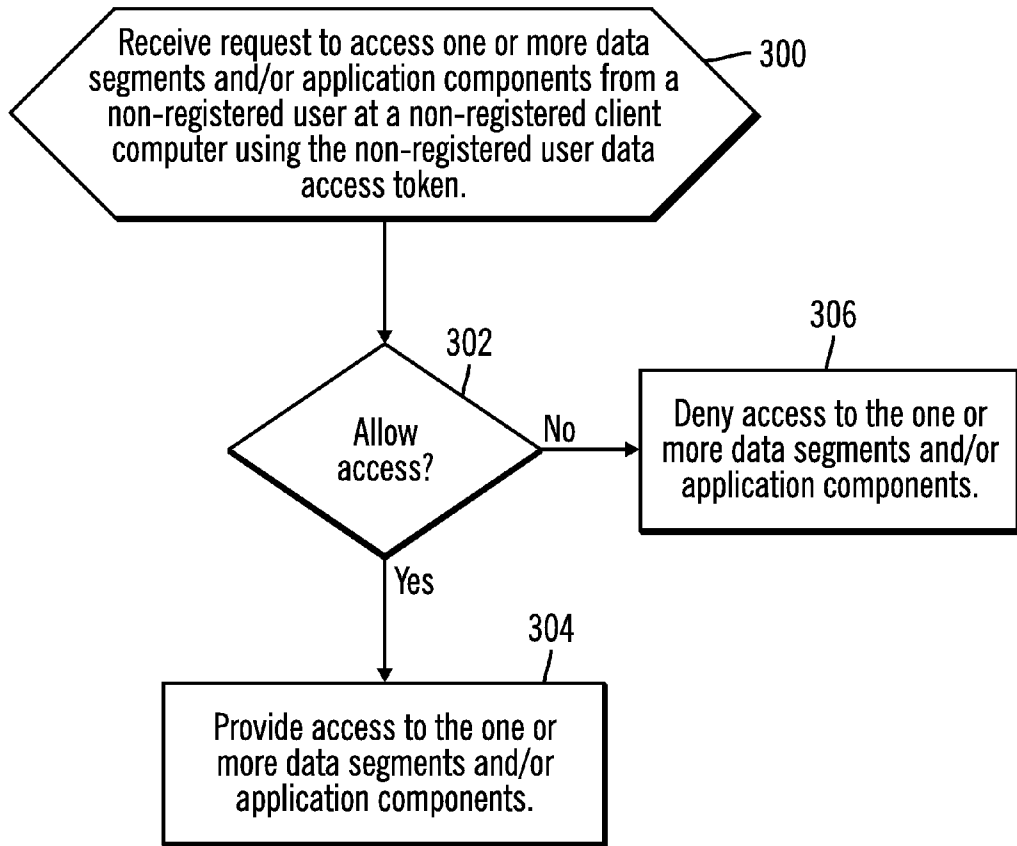 Receive request to access one or more data
segments and/or application components from a
non-registered user at a non-registered client
computer using the non-registered user data
access token.
300
302
Allow
access?
No
306
Deny access to the one or
more data segments and/or
application components.
Yes
304
Provide access to the one or
more data segments and/or
application components.